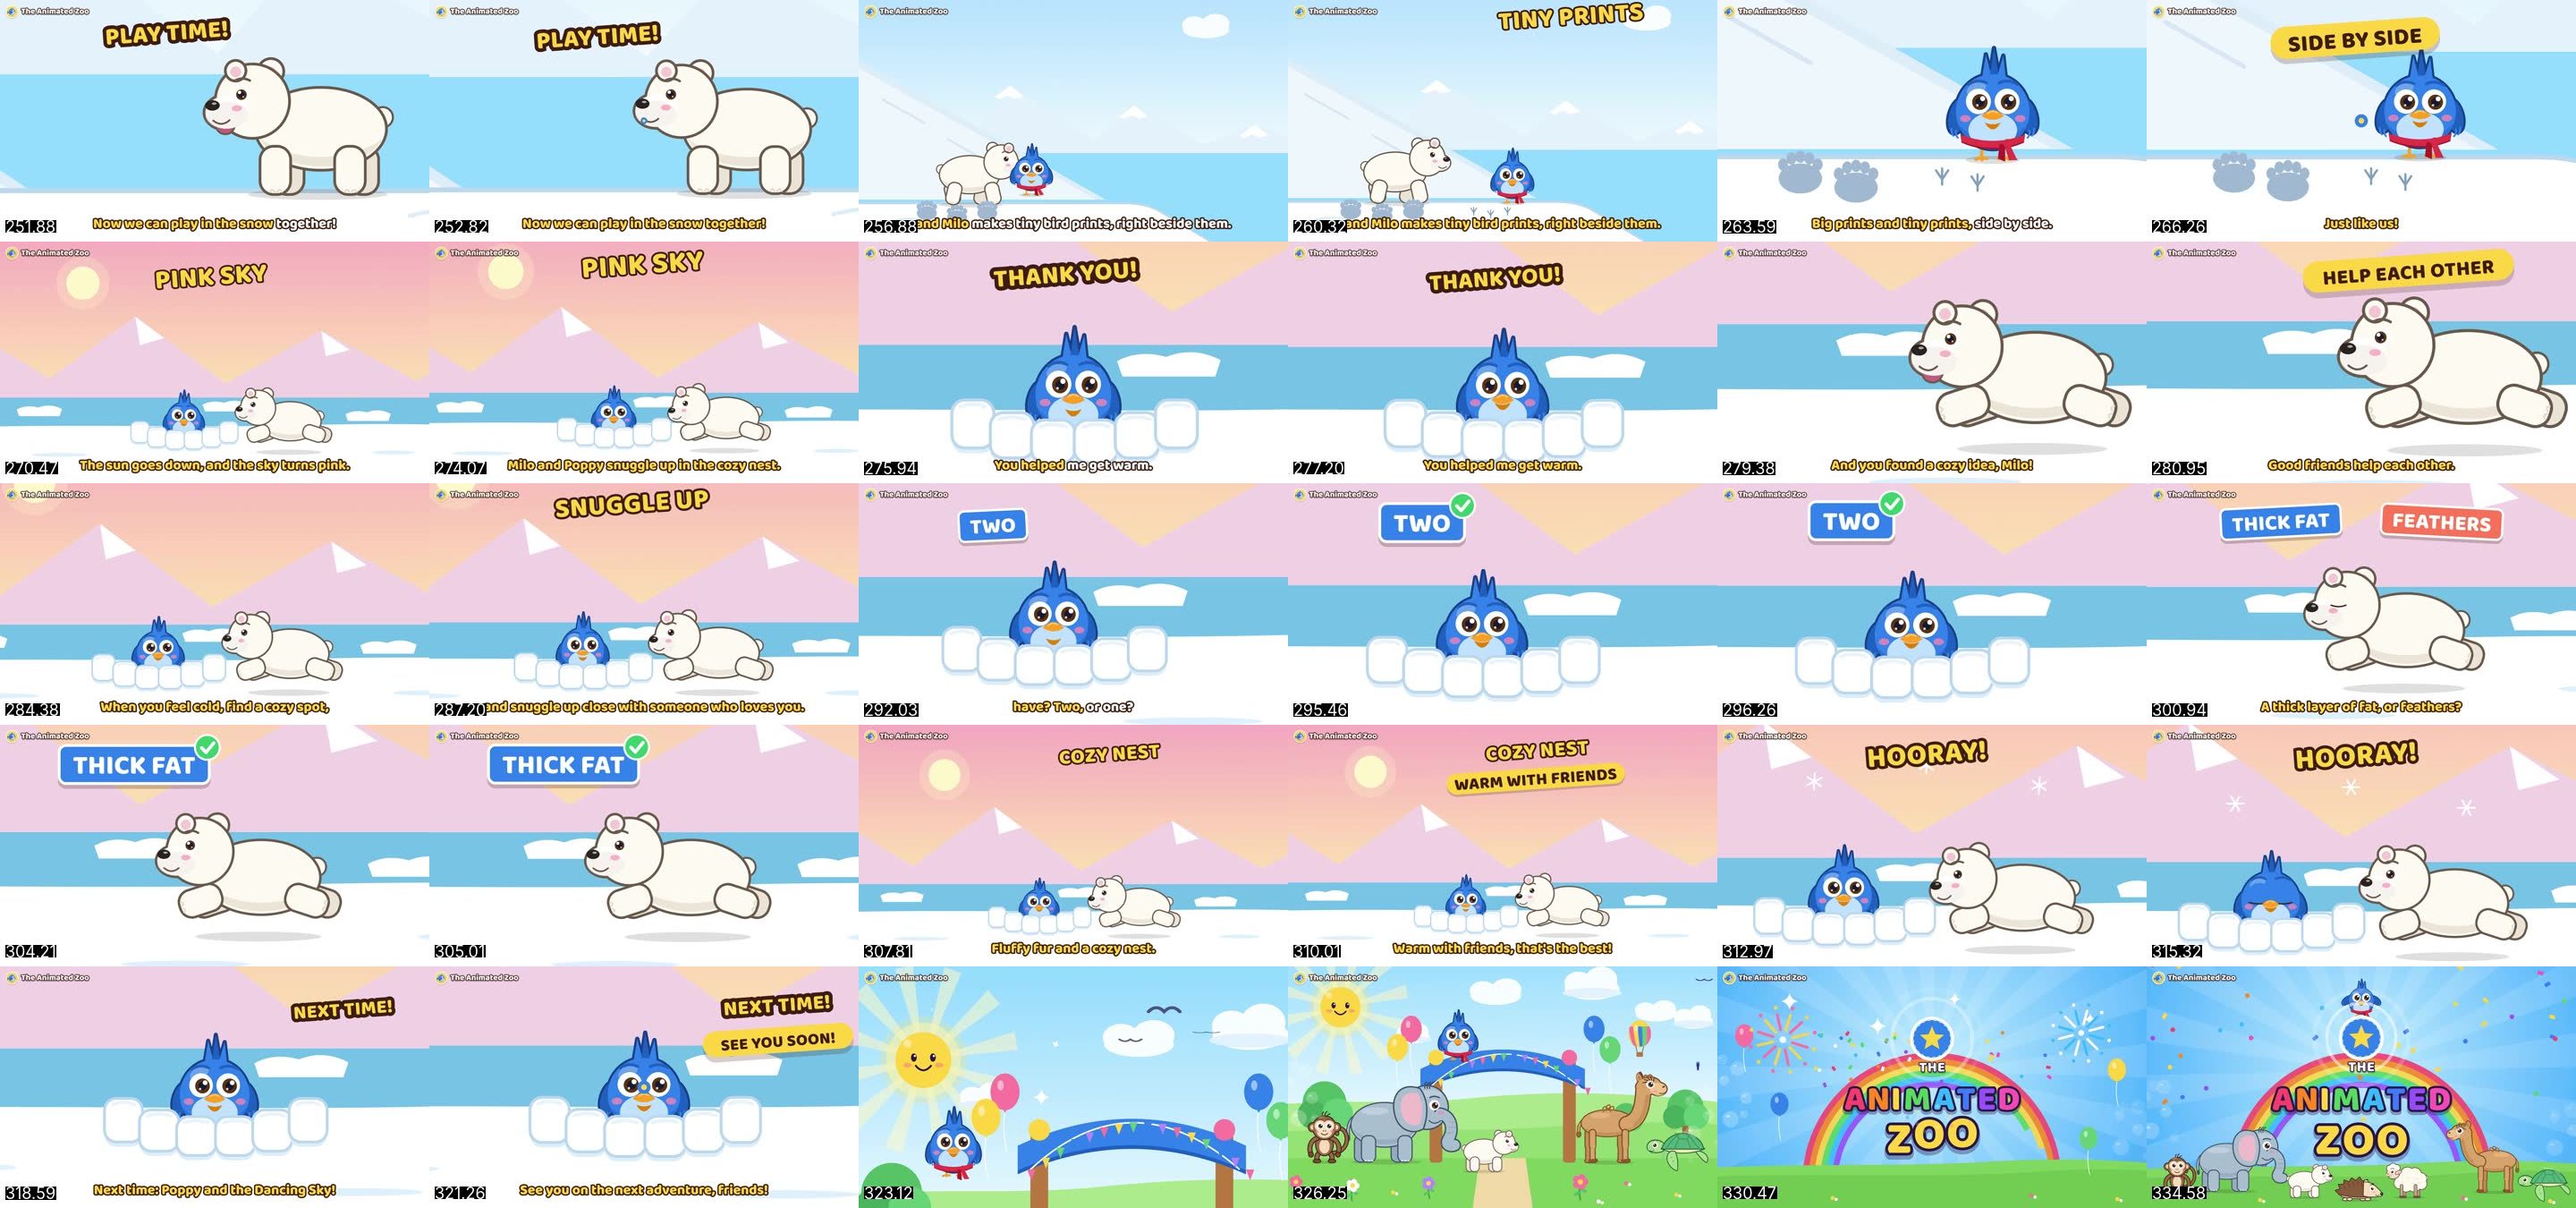 The Animated Zoo
PLAY TIME!
Now we can play in the snow together!
251.88
The Animated Zoo
PLAY TIME!
Now we can play in the snow together!
252.82
The Animated Zoo
and Milo makes tiny bird prints, right beside them.
256.88
The Animated Zoo
TINY PRINTS
and Milo makes tiny bird prints, right beside them.
260.32
The Animated Zoo
Big prints and tiny prints, side by side.
263.59
The Animated Zoo
SIDE BY SIDE
Just like us!
266.26
The Animated Zoo
PINK SKY
The sun goes down, and the sky turns pink.
270.47
The Animated Zoo
PINK SKY
Milo and Poppy snuggle up in the cozy nest.
274.07
The Animated Zoo
THANK YOU!
You helped me get warm.
275.94
The Animated Zoo
THANK YOU!
You helped me get warm.
277.20
The Animated Zoo
And you found a cozy idea, Milo!
279.38
The Animated Zoo
HELP EACH OTHER
Good friends help each other.
280.95
The Animated Zoo
When you feel cold, find a cozy spot,
284.38
The Animated Zoo
SNUGGLE UP
and snuggle up close with someone who loves you.
287.20
The Animated Zoo
TWO
have? Two, or one?
292.03
The Animated Zoo
TWO
295.46
The Animated Zoo
TWO
296.26
The Animated Zoo
THICK FAT
FEATHERS
A thick layer of fat, or feathers?
300.94
The Animated Zoo
THICK FAT
304.21
The Animated Zoo
THICK FAT
305.01
The Animated Zoo
COZY NEST
Fluffy fur and a cozy nest.
307.81
The Animated Zoo
COZY NEST
WARM WITH FRIENDS
Warm with friends, that's the best!
310.01
The Animated Zoo
HOORAY!
312.97
The Animated Zoo
HOORAY!
315.32
The Animated Zoo
NEXT TIME!
Next time: Poppy and the Dancing Sky!
318.59
The Animated Zoo
NEXT TIME!
SEE YOU SOON!
See you on the next adventure, friends!
321.26
The Animated Zoo
323.12
The Animated Zoo
326.25
The Animated Zoo
THE
ANIMATED
ZOO
330.47
The Animated Zoo
THE
ANIMATED
ZOO
334.58